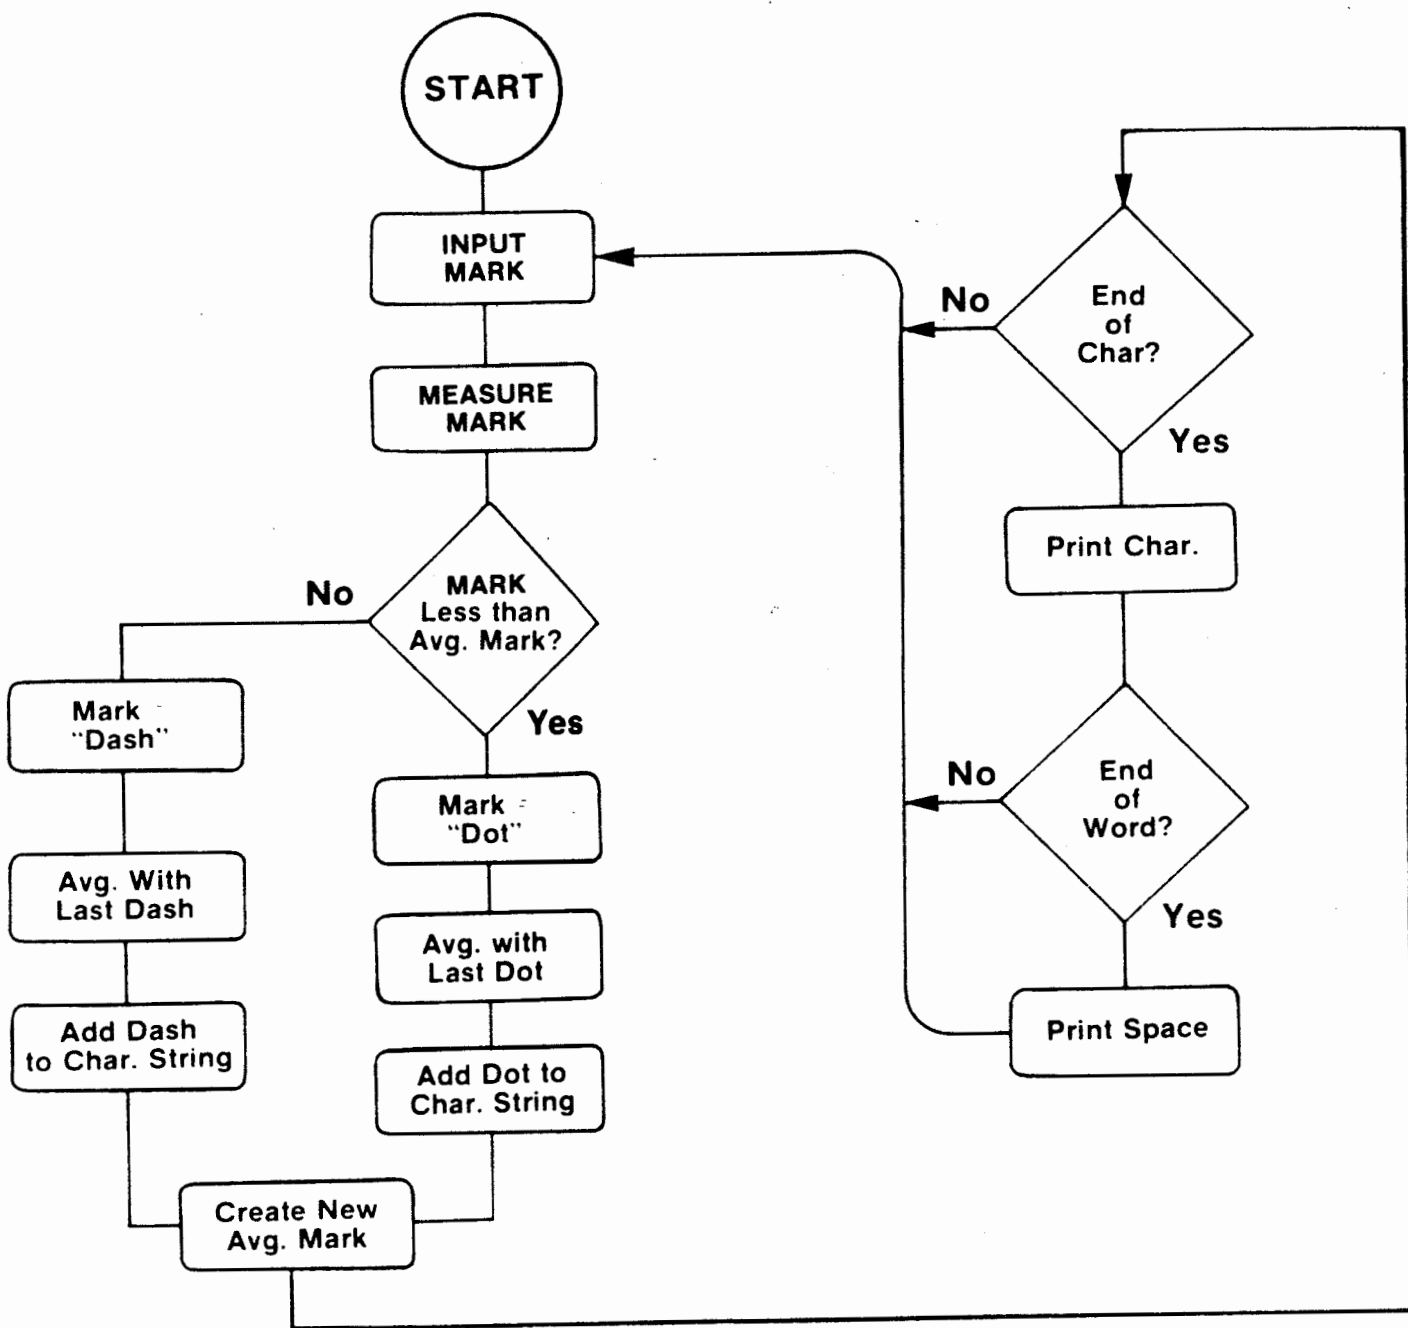 START
INPUT
MARK
MEASURE
MARK
MARK
Less than
Avg. Mark?
No
Yes
Mark
"Dash"
Avg. With
Last Dash
Add Dash
to Char. String
Mark
"Dot"
Avg. with
Last Dot
Add Dot to
Char. String
Create New
Avg. Mark
End
of
Char?
No
Yes
Print Char.
End
of
Word?
No
Yes
Print Space